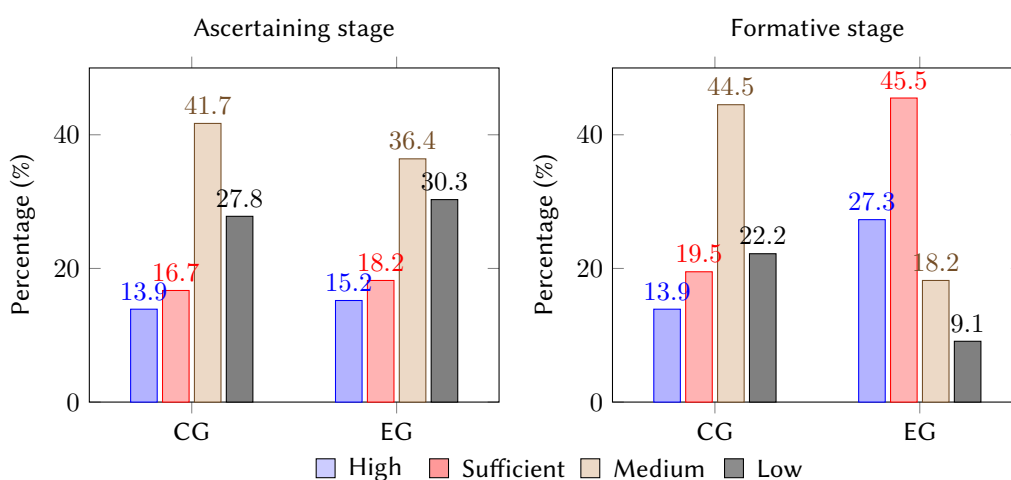 Ascertaining stage
Percentage (%)
0
20
40
13.9
16.7
41.7
27.8
15.2
18.2
36.4
30.3
CG
EG
Formative stage
Percentage (%)
0
20
40
13.9
19.5
44.5
22.2
27.3
45.5
18.2
9.1
CG
EG
High Sufficient Medium Low